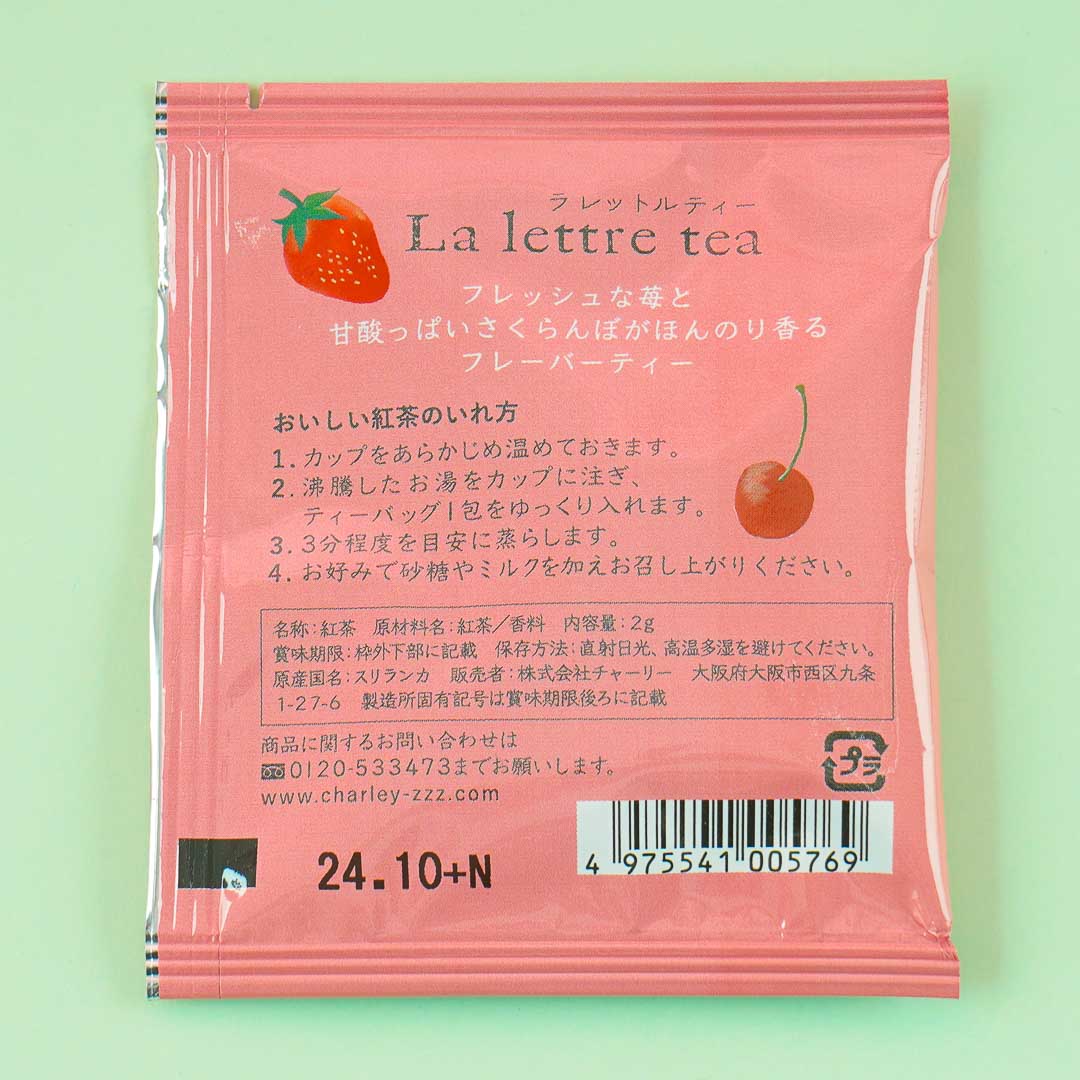 ラレットルティー
La lettre tea
フレッシュな苺と
甘酸っぱいさくらんぼがほんのり香る
フレーバーティー
おいしい紅茶のいれ方
1. カップをあらかじめ温めておきます。
2. 沸騰したお湯をカップに注ぎ、
ティーバッグ1包をゆっくり入れます。
3. 3分程度を目安に蒸らします。
4. お好みで砂糖やミルクを加えお召し上がりください。
名称：紅茶　原材料名：紅茶／香料　内容量：2g
賞味期限：枠外下部に記載　保存方法：直射日光、高温多湿を避けてください。
原産国名：スリランカ　販売者：株式会社チャーリー　大阪府大阪市西区九条
1-27-6　製造所固有記号は賞味期限後ろに記載
商品に関するお問い合わせは
0120-533473までお願いします。
www.charley-zzz.com
プラ
24.10+N
4 975541 005769